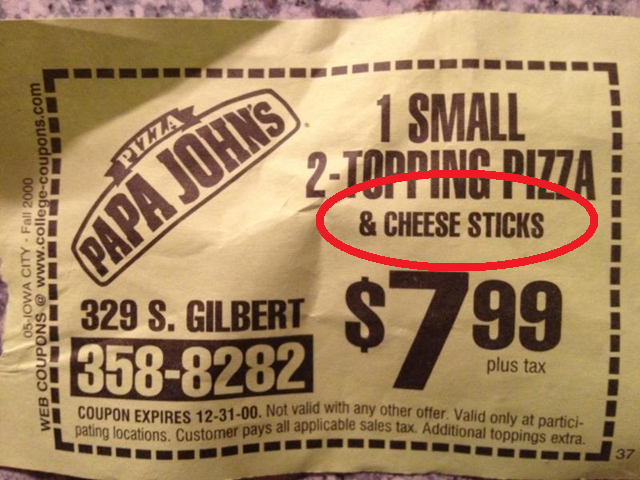 PIZZA
PAPA JOHN'S
1 SMALL
2-TOPPING PIZZA
& CHEESE STICKS
$7.99
plus tax
329 S. GILBERT
358-8282
COUPON EXPIRES 12-31-00. Not valid with any other offer. Valid only at partici-
pating locations. Customer pays all applicable sales tax. Additional toppings extra.
05-IOWA CITY - Fall 2000
WEB COUPONS @ www.college-coupons.com
37